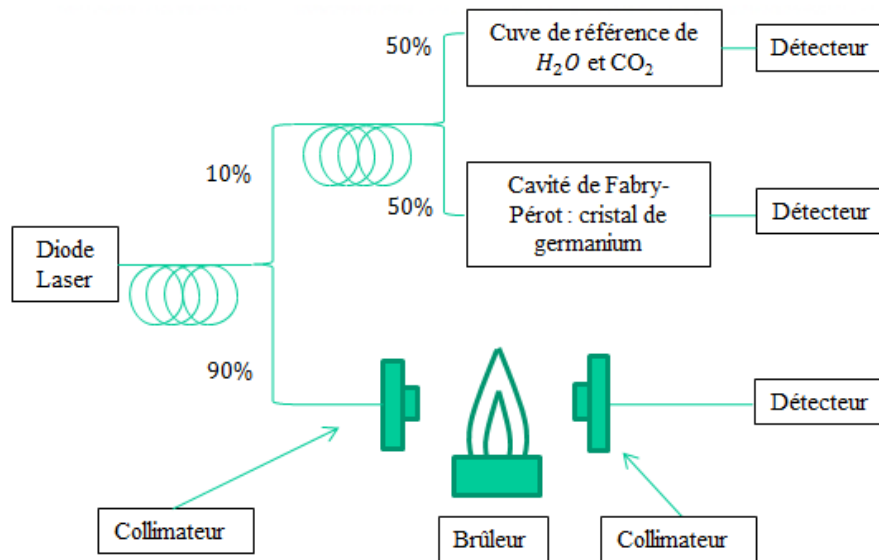 50%
Cuve de référence de
H₂O et CO₂
Détecteur
10%
50%
Cavité de Fabry-
Pérot : cristal de
germanium
Détecteur
Diode
Laser
90%
Détecteur
Collimateur
Brûleur
Collimateur